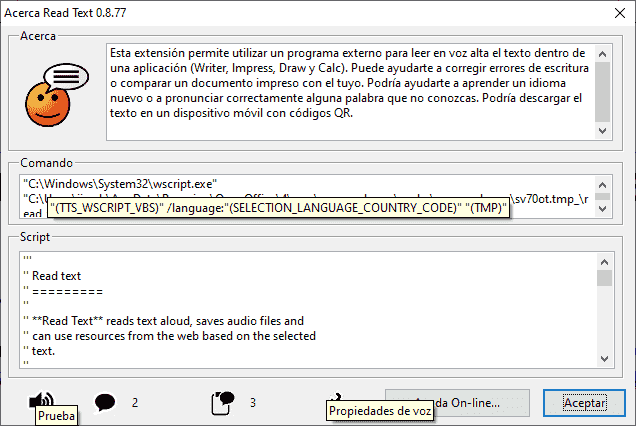 Acerca Read Text 0.8.77
Acerca
Esta extensión permite utilizar un programa externo para leer en voz alta el texto dentro de
una aplicación (Writer, Impress, Draw y Calc). Puede ayudarte a corregir errores de escritura
o comparar un documento impreso con el tuyo. Podría ayudarte a aprender un idioma
nuevo o a pronunciar correctamente alguna palabra que no conozcas. Podría descargar el
texto en un dispositivo móvil con códigos QR.
Comando
"C:\Windows\System32\wscript.exe"
sv70ot.tmp_\r
"(TTS_WSCRIPT_VBS)" /language:"(SELECTION_LANGUAGE_COUNTRY_CODE)" "(TMP)"
Script
'''
'' Read text
'' =========
''
'' **Read Text** reads text aloud, saves audio files and
'' can use resources from the web based on the selected
'' text.
''
Prueba
2
3
Propiedades de voz
On-line...
Aceptar